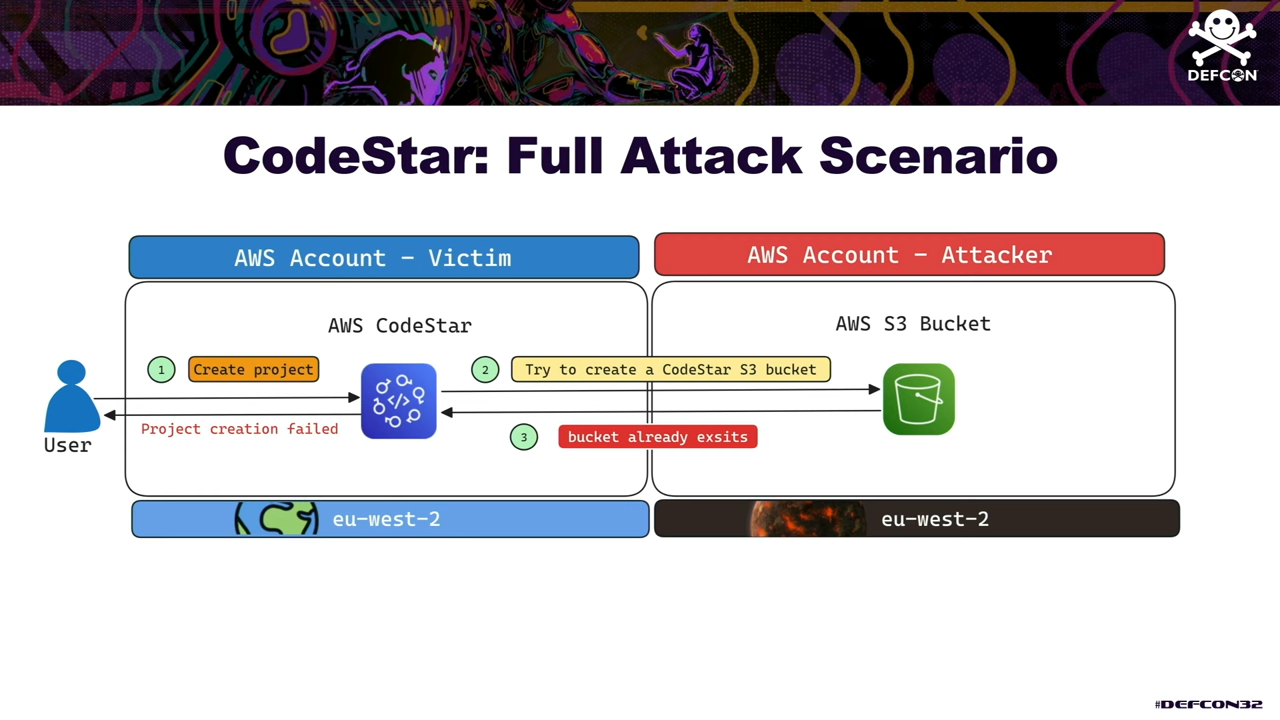 DEFCON
CodeStar: Full Attack Scenario
AWS Account - Victim
AWS Account - Attacker
AWS CodeStar
AWS S3 Bucket
1
Create project
2
Try to create a CodeStar S3 bucket
Project creation failed
3
bucket already exsits
User
eu-west-2
eu-west-2
#DEFCON32